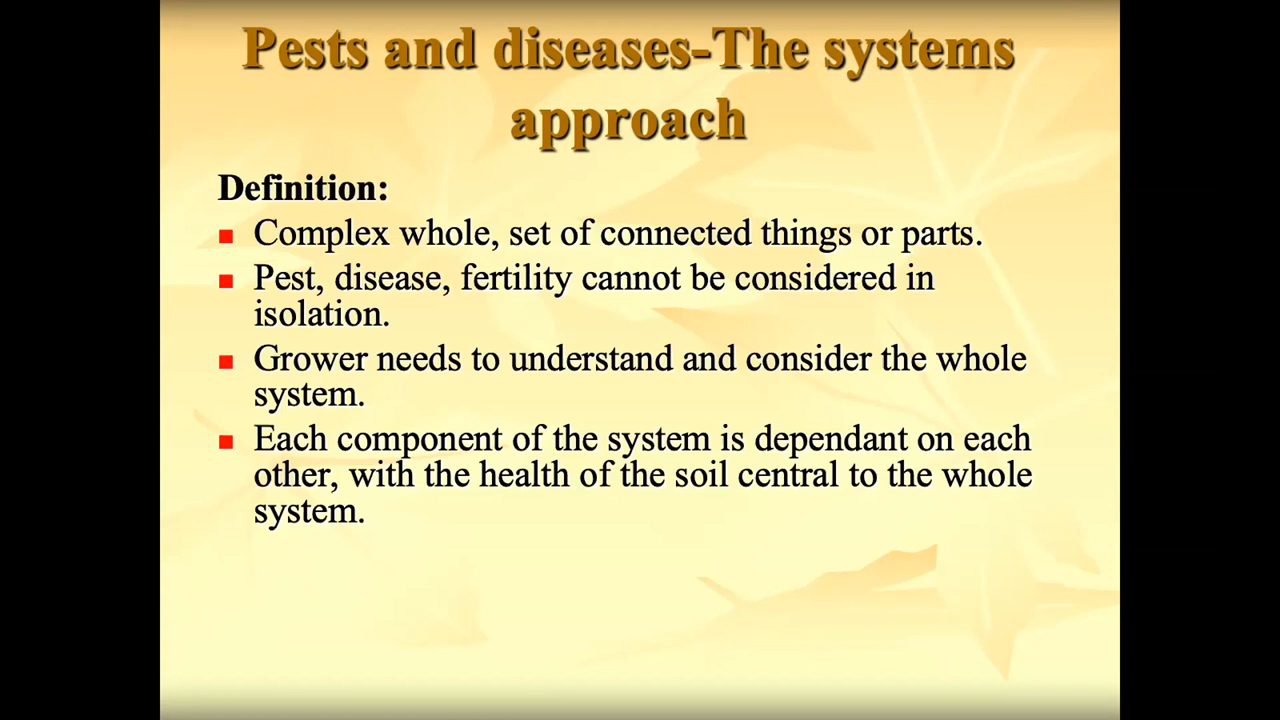 Pests and diseases-The systems
approach
Definition:
Complex whole, set of connected things or parts.
Pest, disease, fertility cannot be considered in
isolation.
Grower needs to understand and consider the whole
system.
Each component of the system is dependant on each
other, with the health of the soil central to the whole
system.